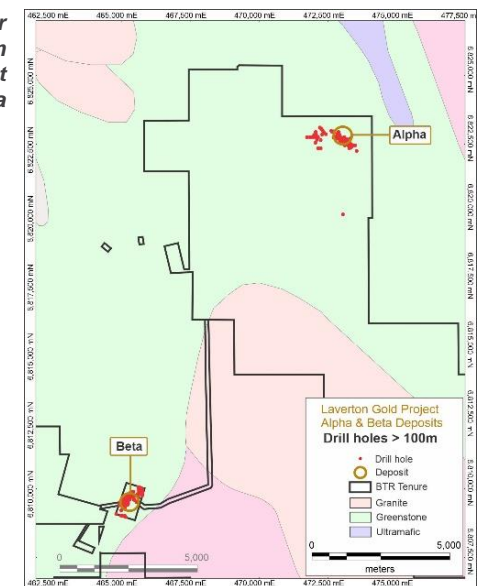 r
n
t
a
462,500 mE 465,000 mE 467,500 mE 470,000 mE 472,500 mE 475,000 mE 477,500
6,825,000 mN
6,822,500 mN
6,820,000 mN
6,817,500 mN
6,815,000 mN
6,812,500 mN
6,810,000 mN
Alpha
Beta
6,825,000 mN
6,822,500 mN
6,820,000 mN
6,817,500 mN
6,815,000 mN
6,812,500 mN
6,810,000 mN
6,807,500 mN
Laverton Gold Project
Alpha & Beta Deposits
Drill holes > 100m
Drill hole
Deposit
BTR Tenure
Granite
Greenstone
Ultramafic
0 5,000
meters
0 5,000
462,500 mE 465,000 mE 467,500 mE 470,000 mE 472,500 mE 475,000 mE